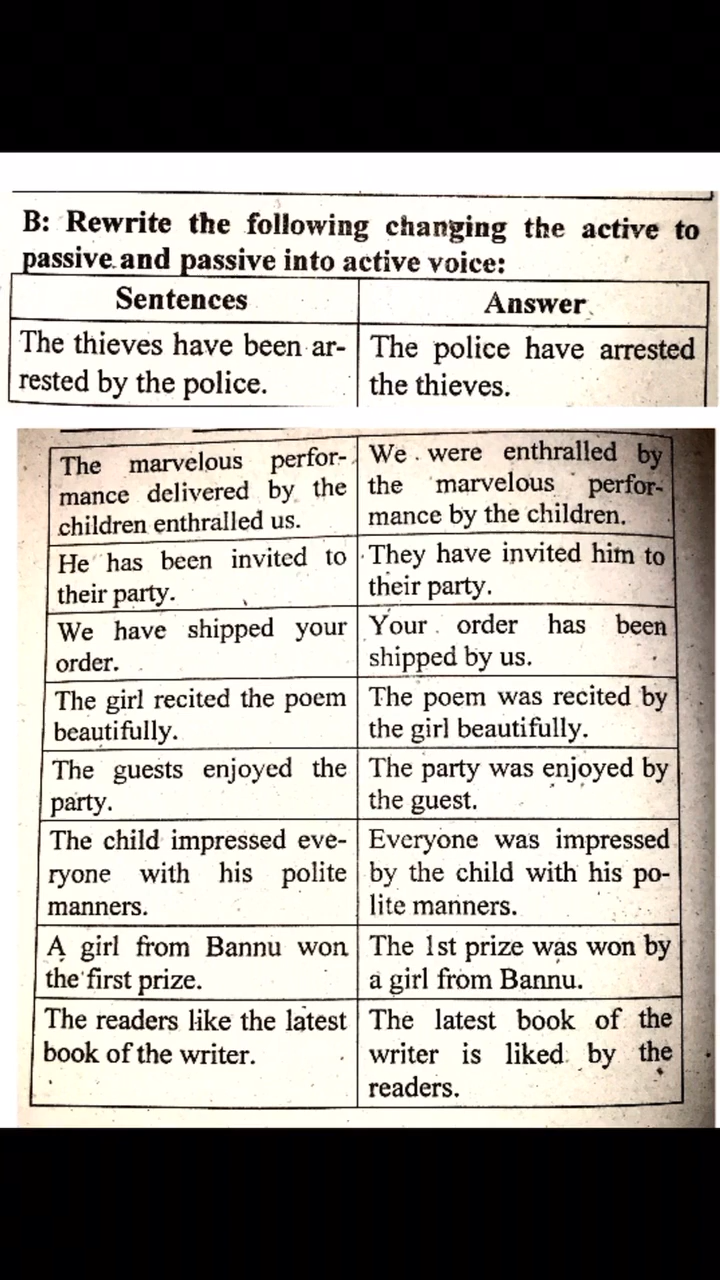 B: Rewrite the following changing the active to
passive and passive into active voice:
Sentences
Answer
The thieves have been ar-
rested by the police.
The police have arrested
the thieves.
The marvelous perfor-
mance delivered by the
children enthralled us.
We were enthralled by
the marvelous perfor-
mance by the children.
He has been invited to
their party.
They have invited him to
their party.
We have shipped your
order.
Your order has been
shipped by us.
The girl recited the poem
beautifully.
The poem was recited by
the girl beautifully.
The guests enjoyed the
party.
The party was enjoyed by
the guest.
The child impressed eve-
ryone with his polite
manners.
Everyone was impressed
by the child with his po-
lite manners.
A girl from Bannu won
the first prize.
The 1st prize was won by
a girl from Bannu.
The readers like the latest
book of the writer.
The latest book of the
writer is liked by the
readers.